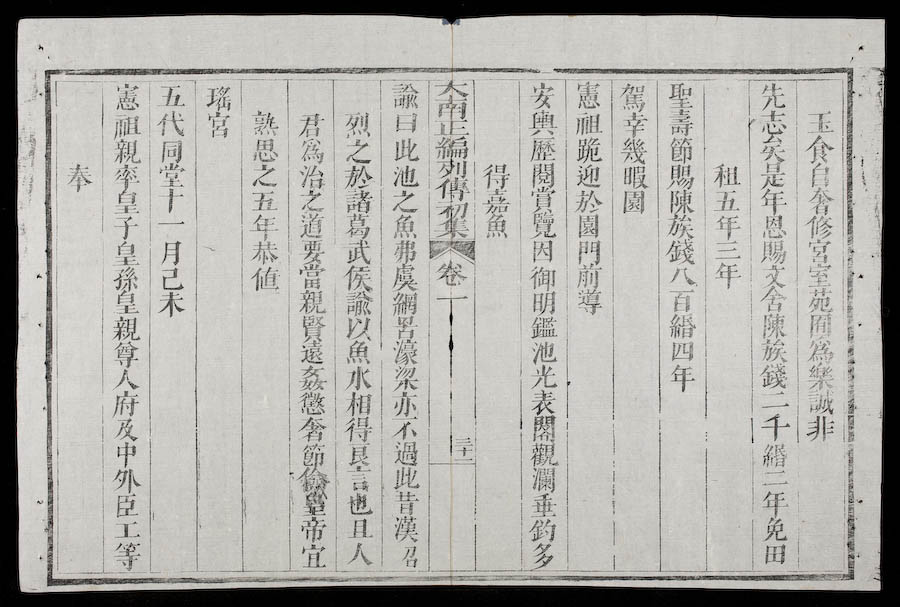 玉食自奢修宮室苑囿爲樂誠非
先志矣是年恩賜文舍陳族錢二千緡二年免田
租五年三年
聖壽節賜陳族錢八百緡四年
駕幸幾暇園
憲祖跪迎於園門前導
安輿歷閱賞覽因御明鑑池光表閣觀瀾垂釣多
得嘉魚
大南正編列傳初集 卷一 三十二
諭曰此池之魚弗虞網罟濠梁亦不過此昔漢昭
烈之於諸葛武侯諭以魚水相得良言也且人
君爲治之道要當親賢遠姦懲奢節儉皇帝宜
熟思之五年恭値
瑤宮
五代同堂十一月己未
憲祖親率皇子皇孫皇親尊人府及中外臣工等
奉